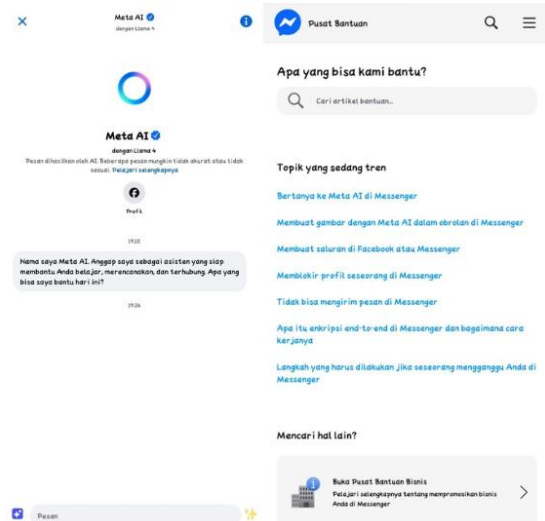 Meta AI
dengan Llama 4
Meta AI
dengan Llama 4
Pesan dihasilkan oleh AI. Beberapa pesan mungkin tidak akurat atau tidak
sesuai. Pelajari selengkapnya
Profil
19.22
Nama saya Meta AI. Anggap saya sebagai asisten yang siap
membantu Anda belajar, merencanakan, dan terhubung. Apa yang
bisa saya bantu hari ini?
19.26
Pesan
Pusat Bantuan
Apa yang bisa kami bantu?
Cari artikel bantuan...
Topik yang sedang tren
Bertanya ke Meta AI di Messenger
Membuat gambar dengan Meta AI dalam obrolan di Messenger
Membuat saluran di Facebook atau Messenger
Memblokir profil seseorang di Messenger
Tidak bisa mengirim pesan di Messenger
Apa itu enkripsi end-to-end di Messenger dan bagaimana cara
kerjanya
Langkah yang harus dilakukan jika seseorang mengganggu Anda di
Messenger
Mencari hal lain?
1
Buka Pusat Bantuan Bisnis
Pelajari selengkapnya tentang mempromosikan bisnis
Anda di Messenger